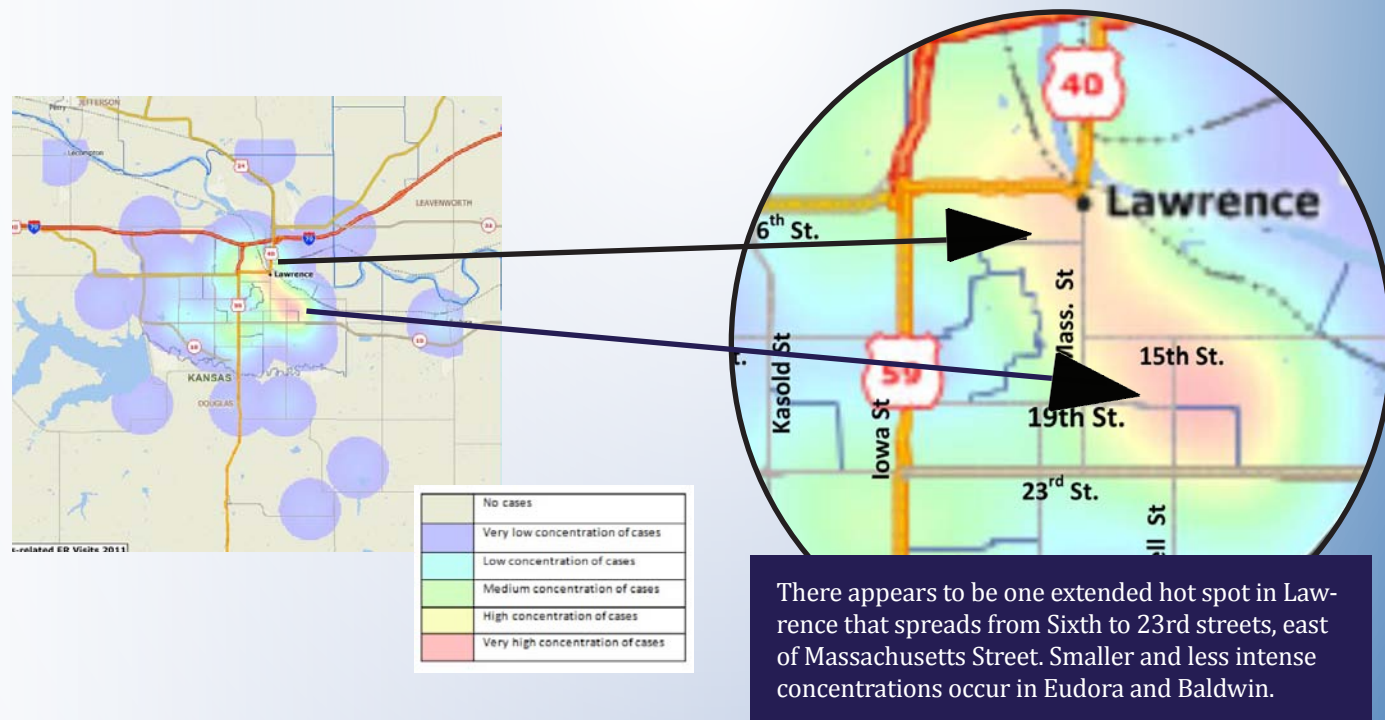 JEFFERSON
Perry
Lecompton
24
LEAVENWORTH
70
70
40
Lawrence
59
KANSAS
DOUGLAS
s-related ER Visits 2011
No cases
Very low concentration of cases
Low concentration of cases
Medium concentration of cases
High concentration of cases
Very high concentration of cases
40
Lawrence
6th St.
Mass. St
15th St.
t.
Kasold St
59
19th St.
Iowa St
23rd St.
ell St
There appears to be one extended hot spot in Law-
rence that spreads from Sixth to 23rd streets, east
of Massachusetts Street. Smaller and less intense
concentrations occur in Eudora and Baldwin.